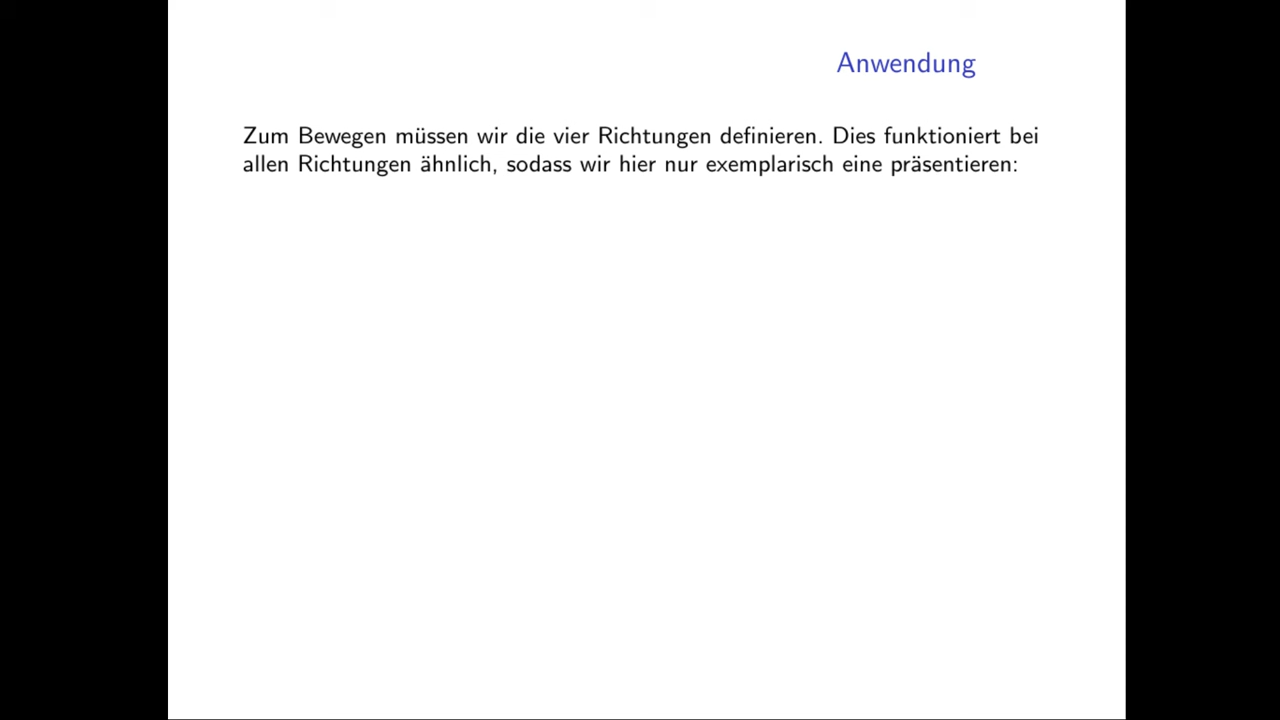 Anwendung
Zum Bewegen müssen wir die vier Richtungen definieren. Dies funktioniert bei
allen Richtungen ähnlich, sodass wir hier nur exemplarisch eine präsentieren: